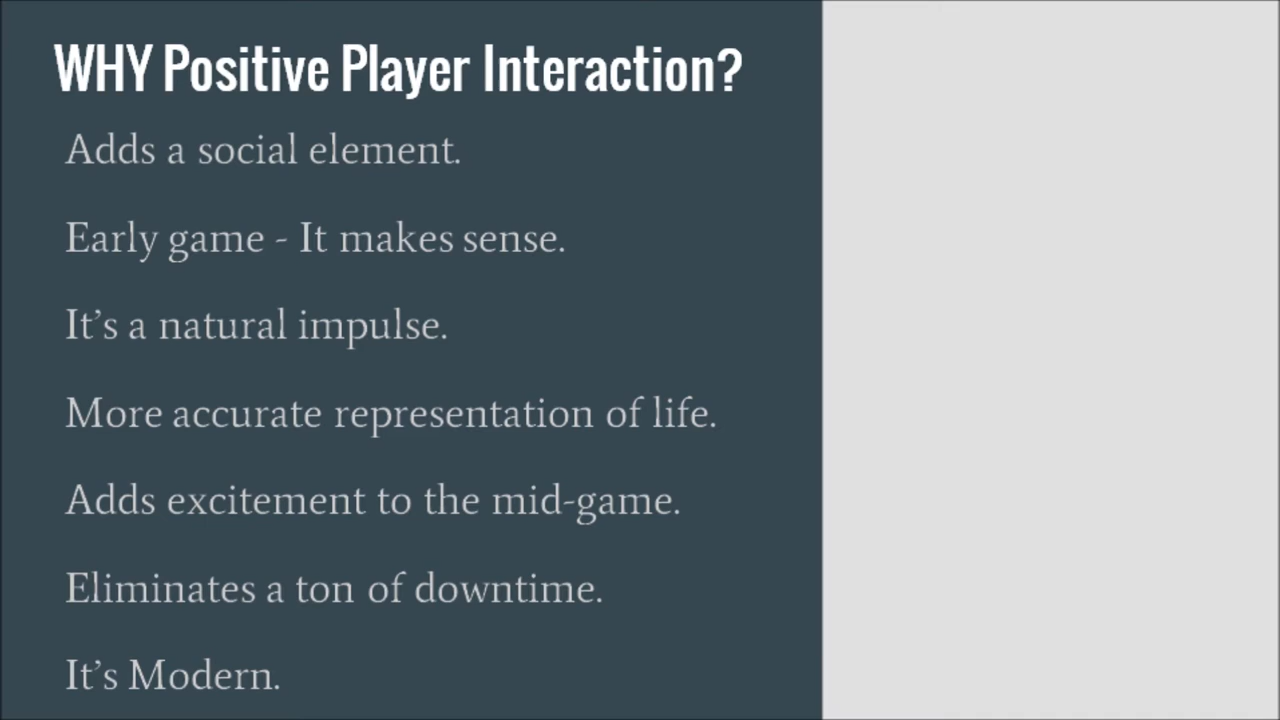 WHY Positive Player Interaction?
Adds a social element.
Early game - It makes sense.
It’s a natural impulse.
More accurate representation of life.
Adds excitement to the mid-game.
Eliminates a ton of downtime.
It’s Modern.